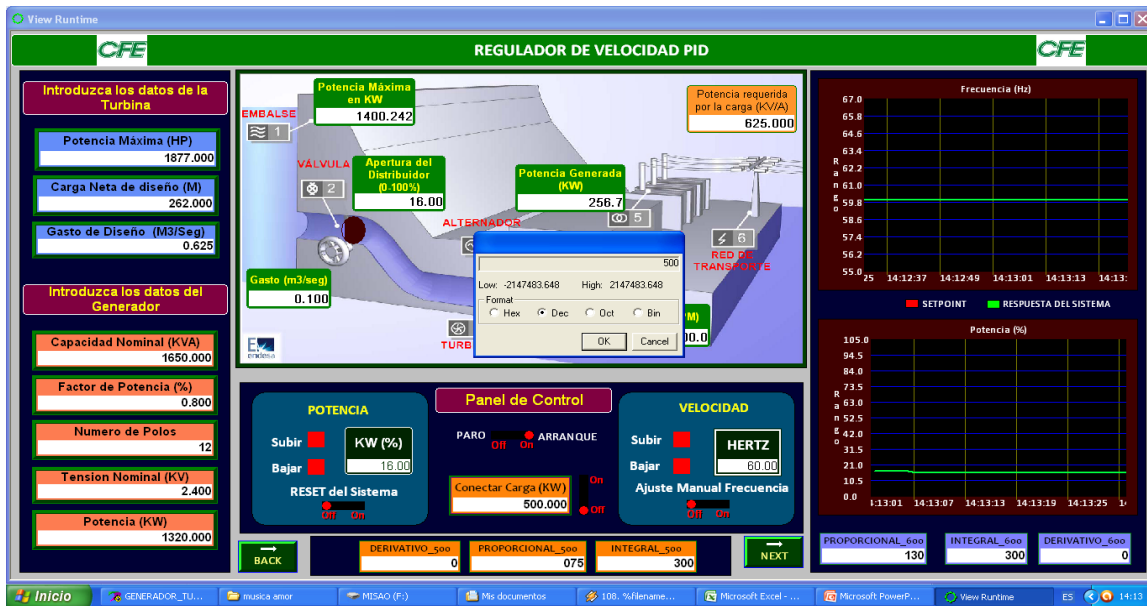 View Runtime
CFE
REGULADOR DE VELOCIDAD PID
CFE
Introduzca los datos de la
Turbina
Potencia Máxima (HP)
1877.000
Carga Neta de diseño (M)
262.000
Gasto de Diseño (M3/Seg)
0.625
Introduzca los datos del
Generador
Capacidad Nominal (KVA)
1650.000
Factor de Potencia (%)
0.800
Numero de Polos
12
Tension Nominal (KV)
2.400
Potencia (KW)
1320.000
Potencia Máxima
en KW
1400.242
EMBALSE
1
VÁLVULA
2
Apertura del
Distribuidor
(0-100%)
16.00
Potencia requerida
por la carga (KV/A)
625.000
Potencia Generada
(KW)
256.7
5
ALTERNADOR
6
RED DE
TRANSPORTE
Gasto (m3/seg)
0.100
endesa
500
Low: -2147483.648 High: 2147483.648
Format
Hex Dec Oct Bin
OK Cancel
POTENCIA
Subir
Bajar
KW (%)
16.00
RESET del Sistema
Off On
Panel de Control
PARO ARRANQUE
Off On
Conectar Carga (KW)
500.000
On
Off
VELOCIDAD
Subir
Bajar
HERTZ
60.00
Ajuste Manual Frecuencia
Off On
BACK
DERIVATIVO_500
0
PROPORCIONAL_500
075
INTEGRAL_500
300
NEXT
Frecuencia (Hz)
Rango
67.0
65.8
64.6
63.4
62.2
61.0
59.8
58.6
57.4
56.2
55.0
25 14:12:37 14:12:49 14:13:01 14:13:13 14:13:
SETPOINT RESPUESTA DEL SISTEMA
Potencia (%)
Rango
105.0
94.5
84.0
73.5
63.0
52.5
42.0
31.5
21.0
10.5
0.0
14:13:07 14:13:13 14:13:19 14:13:25
PROPORCIONAL_600
130
INTEGRAL_600
300
DERIVATIVO_600
0
Inicio
GENERADOR_TU...
musica amor
MISAO (F:)
Mis documentos
108. %filename...
Microsoft Excel - ...
Microsoft PowerP...
View Runtime
ES
14:13